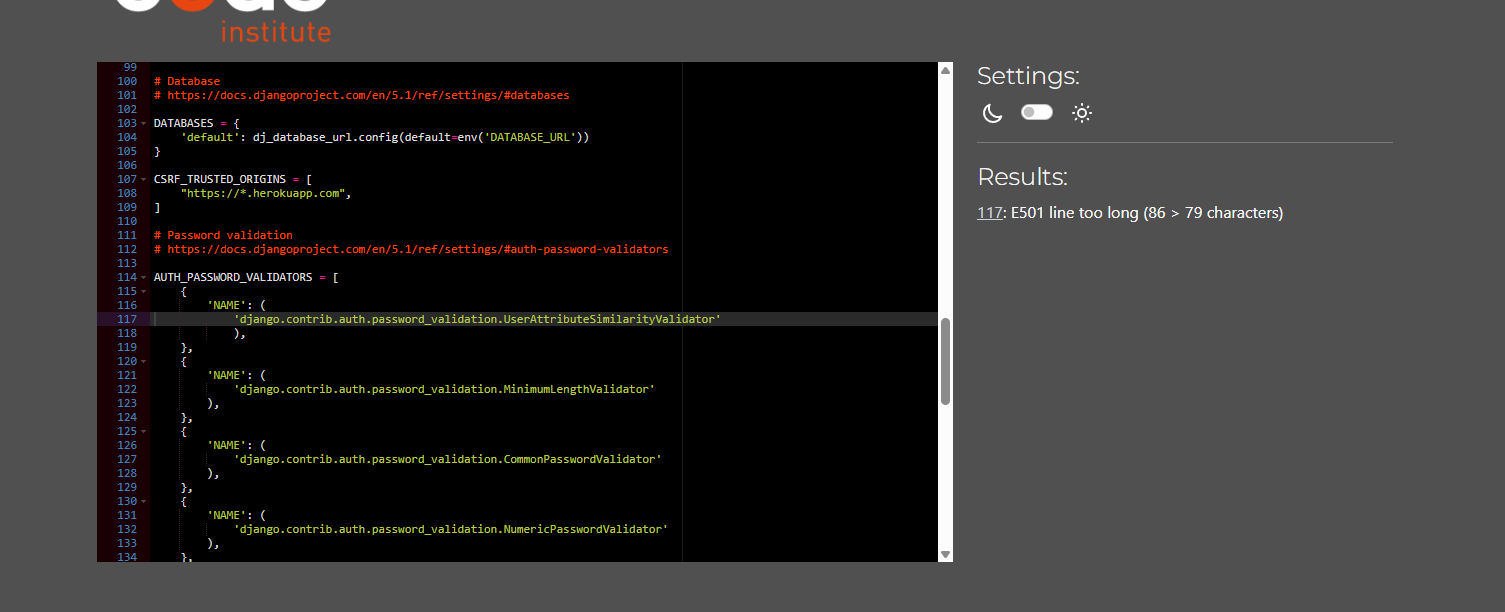 institute
99
100 # Database
101 # https://docs.djangoproject.com/en/5.1/ref/settings/#databases
102
103 DATABASES = {
104     'default': dj_database_url.config(default=env('DATABASE_URL'))
105 }
106
107 CSRF_TRUSTED_ORIGINS = [
108     "https://*.herokuapp.com",
109 ]
110
111 # Password validation
112 # https://docs.djangoproject.com/en/5.1/ref/settings/#auth-password-validators
113
114 AUTH_PASSWORD_VALIDATORS = [
115     {
116         'NAME': (
117             'django.contrib.auth.password_validation.UserAttributeSimilarityValidator'
118             ),
119     },
120     {
121         'NAME': (
122             'django.contrib.auth.password_validation.MinimumLengthValidator'
123         ),
124     },
125     {
126         'NAME': (
127             'django.contrib.auth.password_validation.CommonPasswordValidator'
128         ),
129     },
130     {
131         'NAME': (
132             'django.contrib.auth.password_validation.NumericPasswordValidator'
133         ),
134     },
Settings:
Results:
117: E501 line too long (86 > 79 characters)